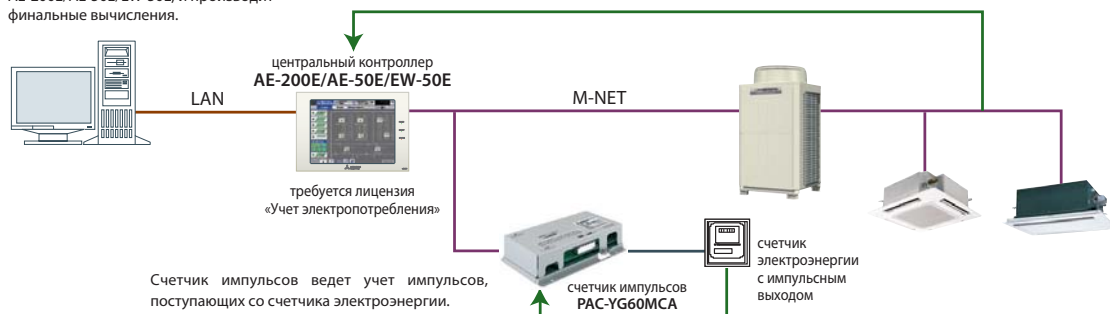 финальные вычисления.
центральный контроллер
AE-200E/AE-50E/EW-50E
LAN
M-NET
требуется лицензия
«Учет электропотребления»
Счетчик импульсов ведет учет импульсов,
поступающих со счетчика электроэнергии.
счетчик импульсов
PAC-YG60MCA
счетчик
электроэнергии
с импульсным
выходом